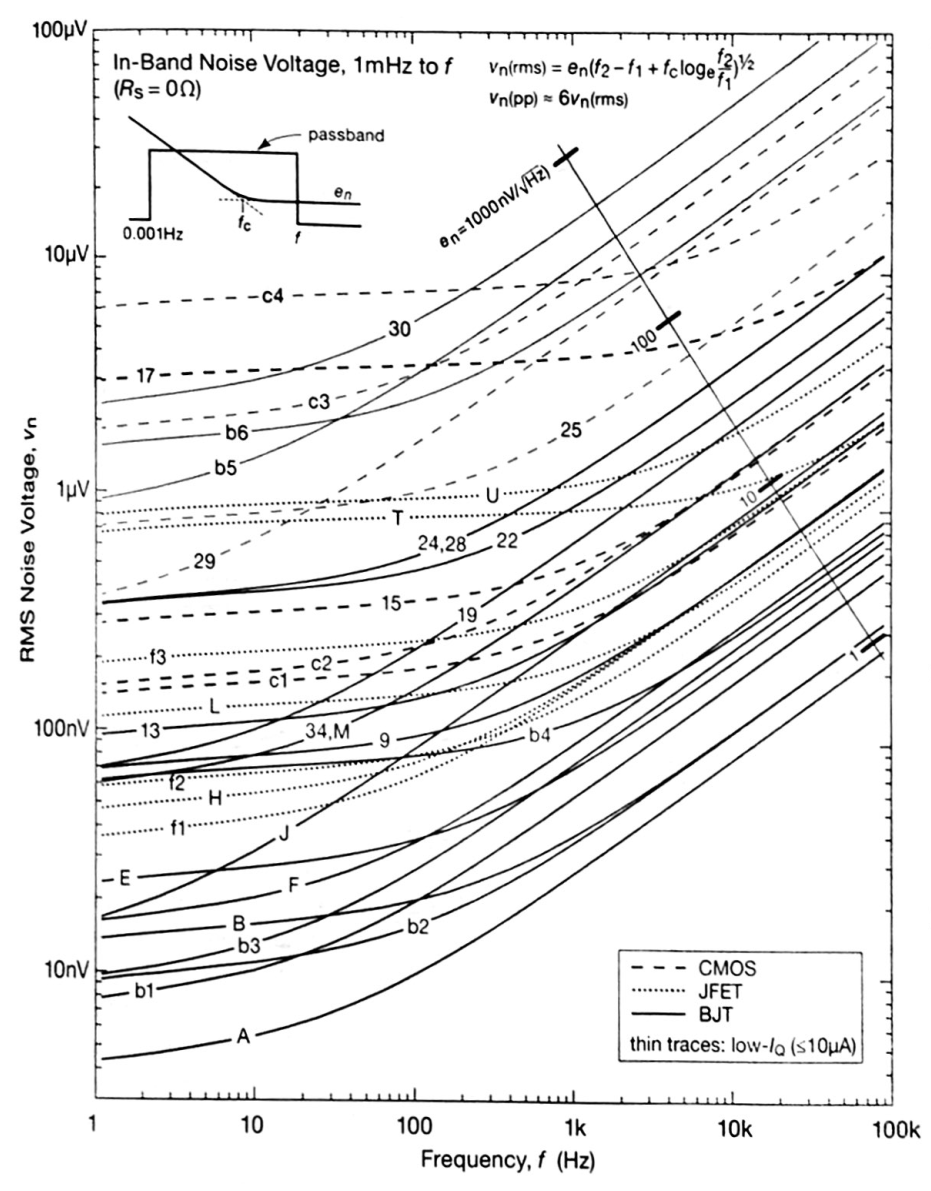 100μV
10μV
1μV
100nV
10nV
RMS Noise Voltage, vn
In-Band Noise Voltage, 1mHz to f
(RS = 0Ω)
vn(rms) = en(f2 – f1 + fc loge f2/f1)½
vn(pp) ≈ 6vn(rms)
passband
en
fc
0.001Hz
f
en=1000nV/√Hz
100
10
1
c4
30
17
c3
b6
25
b5
U
T
24,28
22
29
15
19
f3
c2
c1
L
13
34,M
9
b4
f2
H
f1
J
E
F
B
b2
b3
b1
A
CMOS
JFET
BJT
thin traces: low-IQ (≤10μA)
1
10
100
1k
10k
100k
Frequency, f (Hz)